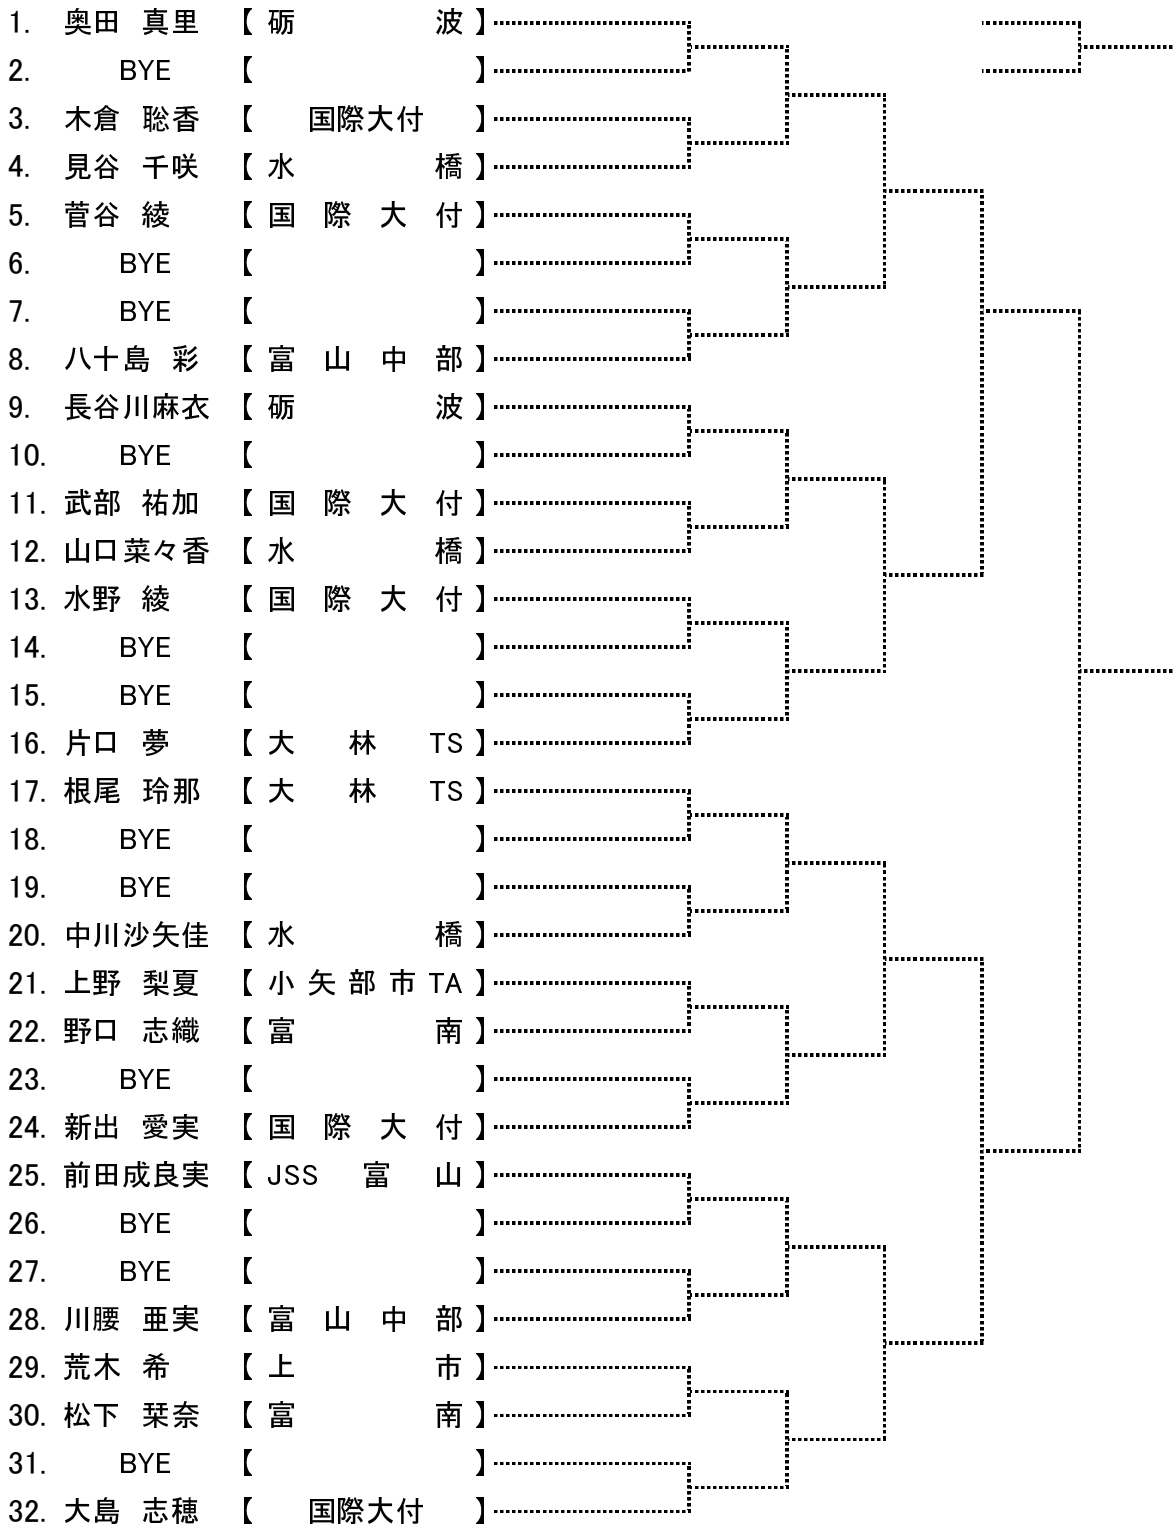 1. 奥田 真里 【 砺 波 】
2. BYE 【 】
3. 木倉 聡香 【 国際大付 】
4. 見谷 千咲 【 水 橋 】
5. 菅谷 綾 【 国 際 大 付 】
6. BYE 【 】
7. BYE 【 】
8. 八十島 彩 【 富 山 中 部 】
9. 長谷川麻衣 【 砺 波 】
10. BYE 【 】
11. 武部 祐加 【 国 際 大 付 】
12. 山口菜々香 【 水 橋 】
13. 水野 綾 【 国 際 大 付 】
14. BYE 【 】
15. BYE 【 】
16. 片口 夢 【 大 林 TS 】
17. 根尾 玲那 【 大 林 TS 】
18. BYE 【 】
19. BYE 【 】
20. 中川沙矢佳 【 水 橋 】
21. 上野 梨夏 【 小 矢 部 市 TA 】
22. 野口 志織 【 富 南 】
23. BYE 【 】
24. 新出 愛実 【 国 際 大 付 】
25. 前田成良実 【 JSS 富 山 】
26. BYE 【 】
27. BYE 【 】
28. 川腰 亜実 【 富 山 中 部 】
29. 荒木 希 【 上 市 】
30. 松下 栞奈 【 富 南 】
31. BYE 【 】
32. 大島 志穂 【 国際大付 】